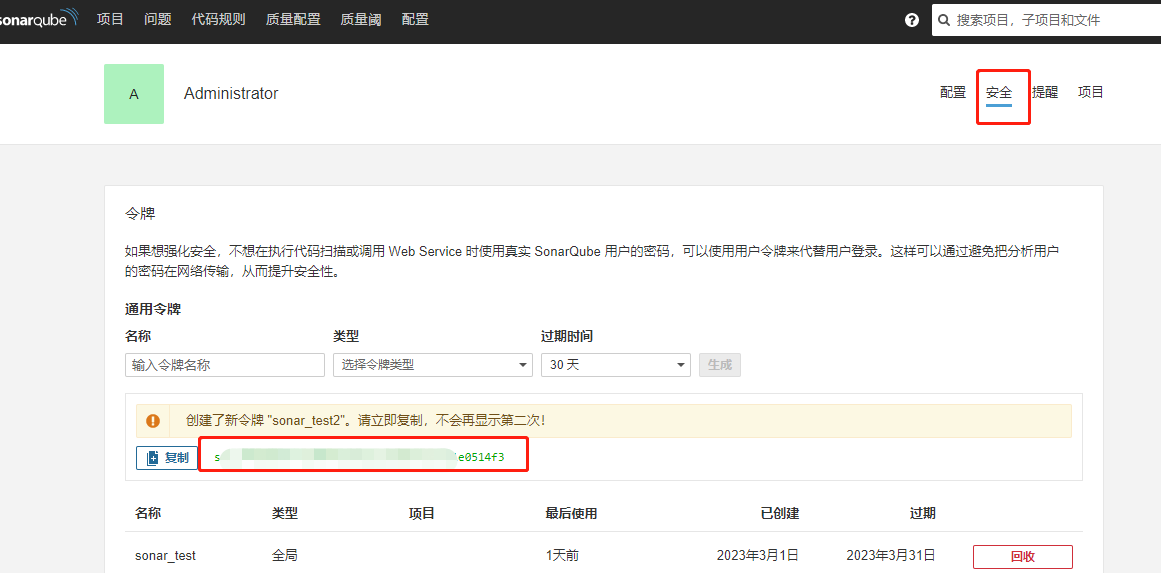 sonarqube 项目 问题 代码规则 质量配置 质量阈 配置 ? 搜索项目，子项目和文件
A Administrator 配置 安全 提醒 项目
令牌
如果想强化安全，不想在执行代码扫描或调用 Web Service 时使用真实 SonarQube 用户的密码，可以使用用户令牌来代替用户登录。这样可以通过避免把分析用户
的密码在网络传输，从而提升安全性。
通用令牌
名称 类型 过期时间
输入令牌名称 选择令牌类型 30 天 生成
创建了新令牌 "sonar_test2"。请立即复制，不会再显示第二次！
复制 s e0514f3
名称 类型 项目 最后使用 已创建 过期
sonar_test 全局 1天前 2023年3月1日 2023年3月31日 回收